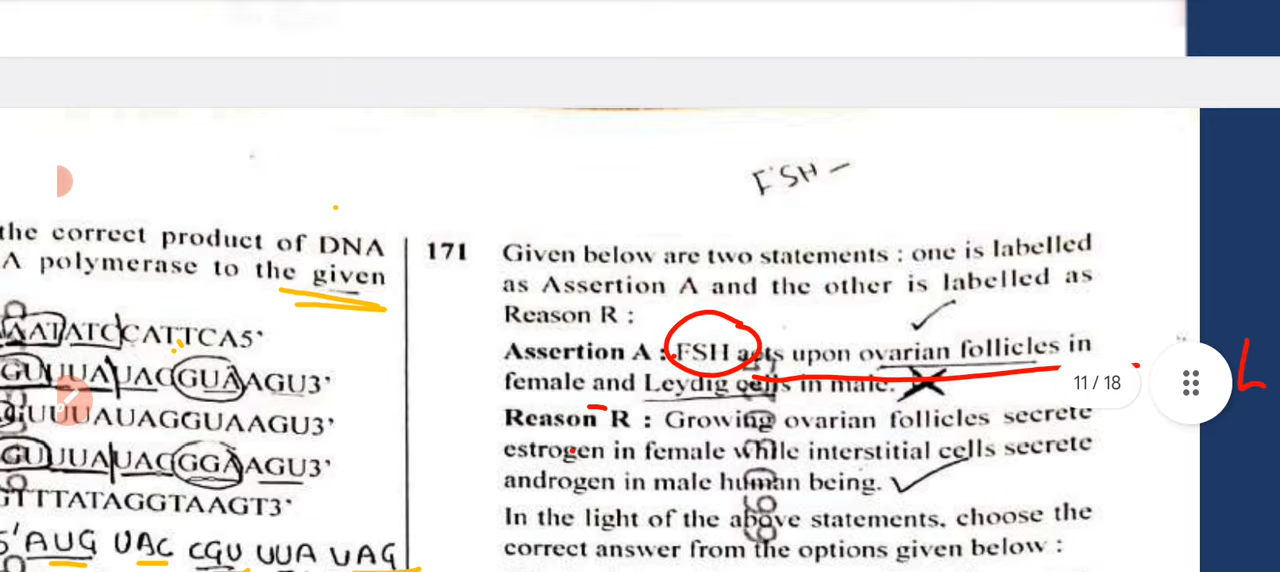 FSH –
the correct product of DNA
A polymerase to the given
AATATCCATTCA5'
GUUUAUACGUAAGU3'
UUUAUAGGUAAGU3'
GUUUAUACGGAAGU3'
GTTTATAGGTAAGT3'
5'AUG UAC CGU UUA UAG
171
Given below are two statements : one is labelled
as Assertion A and the other is labelled as
Reason R :
Assertion A : FSH acts upon ovarian follicles in
female and Leydig cells in male.
Reason R : Growing ovarian follicles secrete
estrogen in female while interstitial cells secrete
androgen in male human being.
In the light of the above statements, choose the
correct answer from the options given below :
11 / 18
L